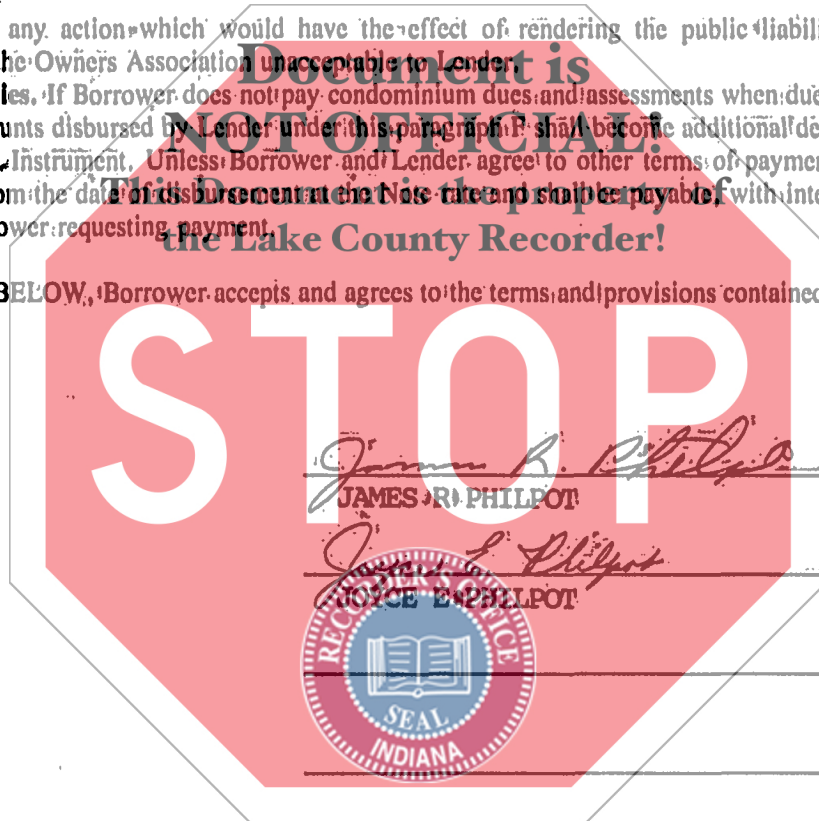 any action which would have the effect of rendering the public liabili
he Owners Association unacceptable to Lender.
Document is
ies. If Borrower does not pay condominium dues and assessments when due
unts disbursed by Lender under this paragraph F shall become additional de
NOT OFFICIAL!
Instrument. Unless Borrower and Lender agree to other terms of paymen
om the date of disbursement at the Note rate and shall be payable, with inte
This Document is the property of
ower requesting payment.
the Lake County Recorder!
BELOW, Borrower accepts and agrees to the terms and provisions contained
STOP
James R. Philpot
JAMES R PHILPOT
Joyce E. Philpot
JOYCE E PHILPOT
RECORDER'S OFFICE
SEAL
INDIANA